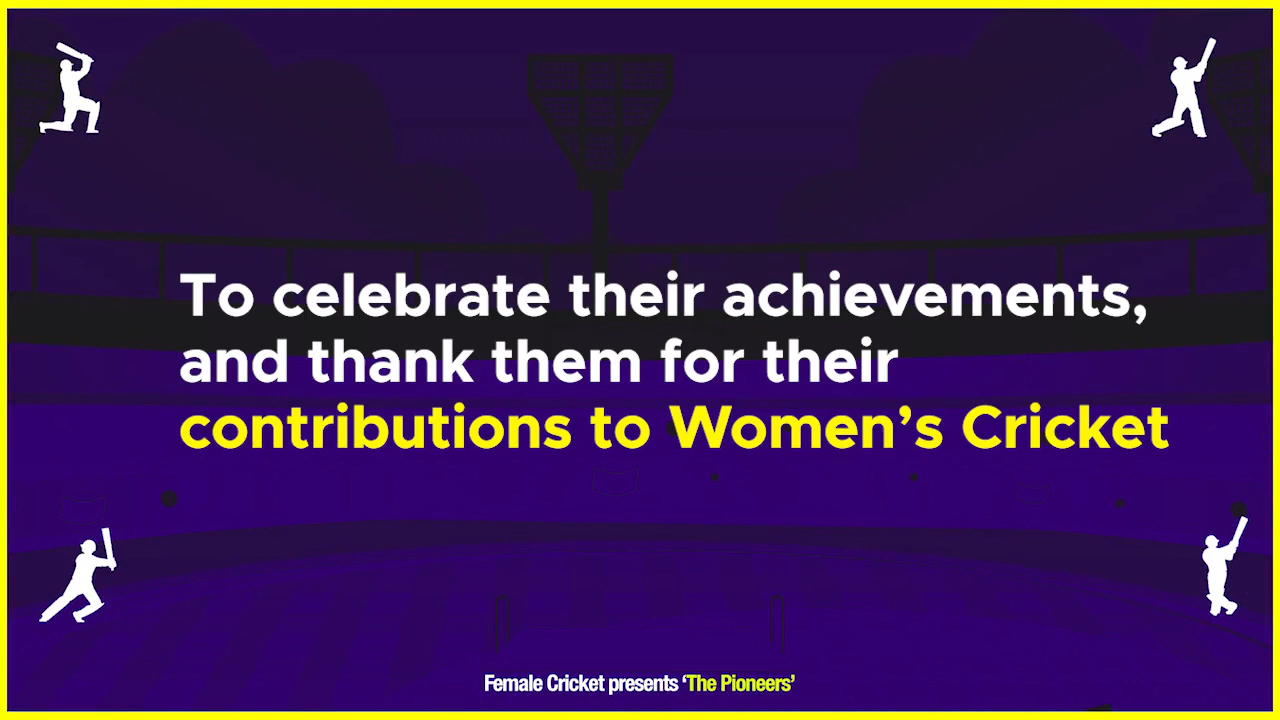 To celebrate their achievements,
and thank them for their
contributions to Women’s Cricket
Female Cricket presents ‘The Pioneers’